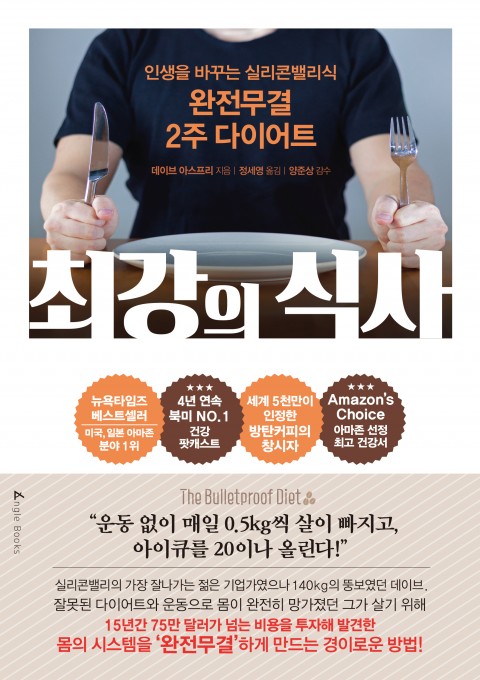 인생을 바꾸는 실리콘밸리식
완전무결
2주 다이어트
데이브 아스프리 지음 | 정세영 옮김 | 양준상 감수
최강의 식사
뉴욕타임즈
베스트셀러
미국, 일본 아마존
분야 1위
★★★
4년 연속
북미 NO.1
건강
팟캐스트
세계 5천만이
인정한
방탄커피의
창시자
★★★
Amazon's
Choice
아마존 선정
최고 건강서
Angle Books
The Bulletproof Diet
“운동 없이 매일 0.5kg씩 살이 빠지고,
아이큐를 20이나 올린다!”
실리콘밸리의 가장 잘나가는 젊은 기업가였으나 140kg의 뚱보였던 데이브.
잘못된 다이어트와 운동으로 몸이 완전히 망가졌던 그가 살기 위해
15년간 75만 달러가 넘는 비용을 투자해 발견한
몸의 시스템을 ‘완전무결’하게 만드는 경이로운 방법!